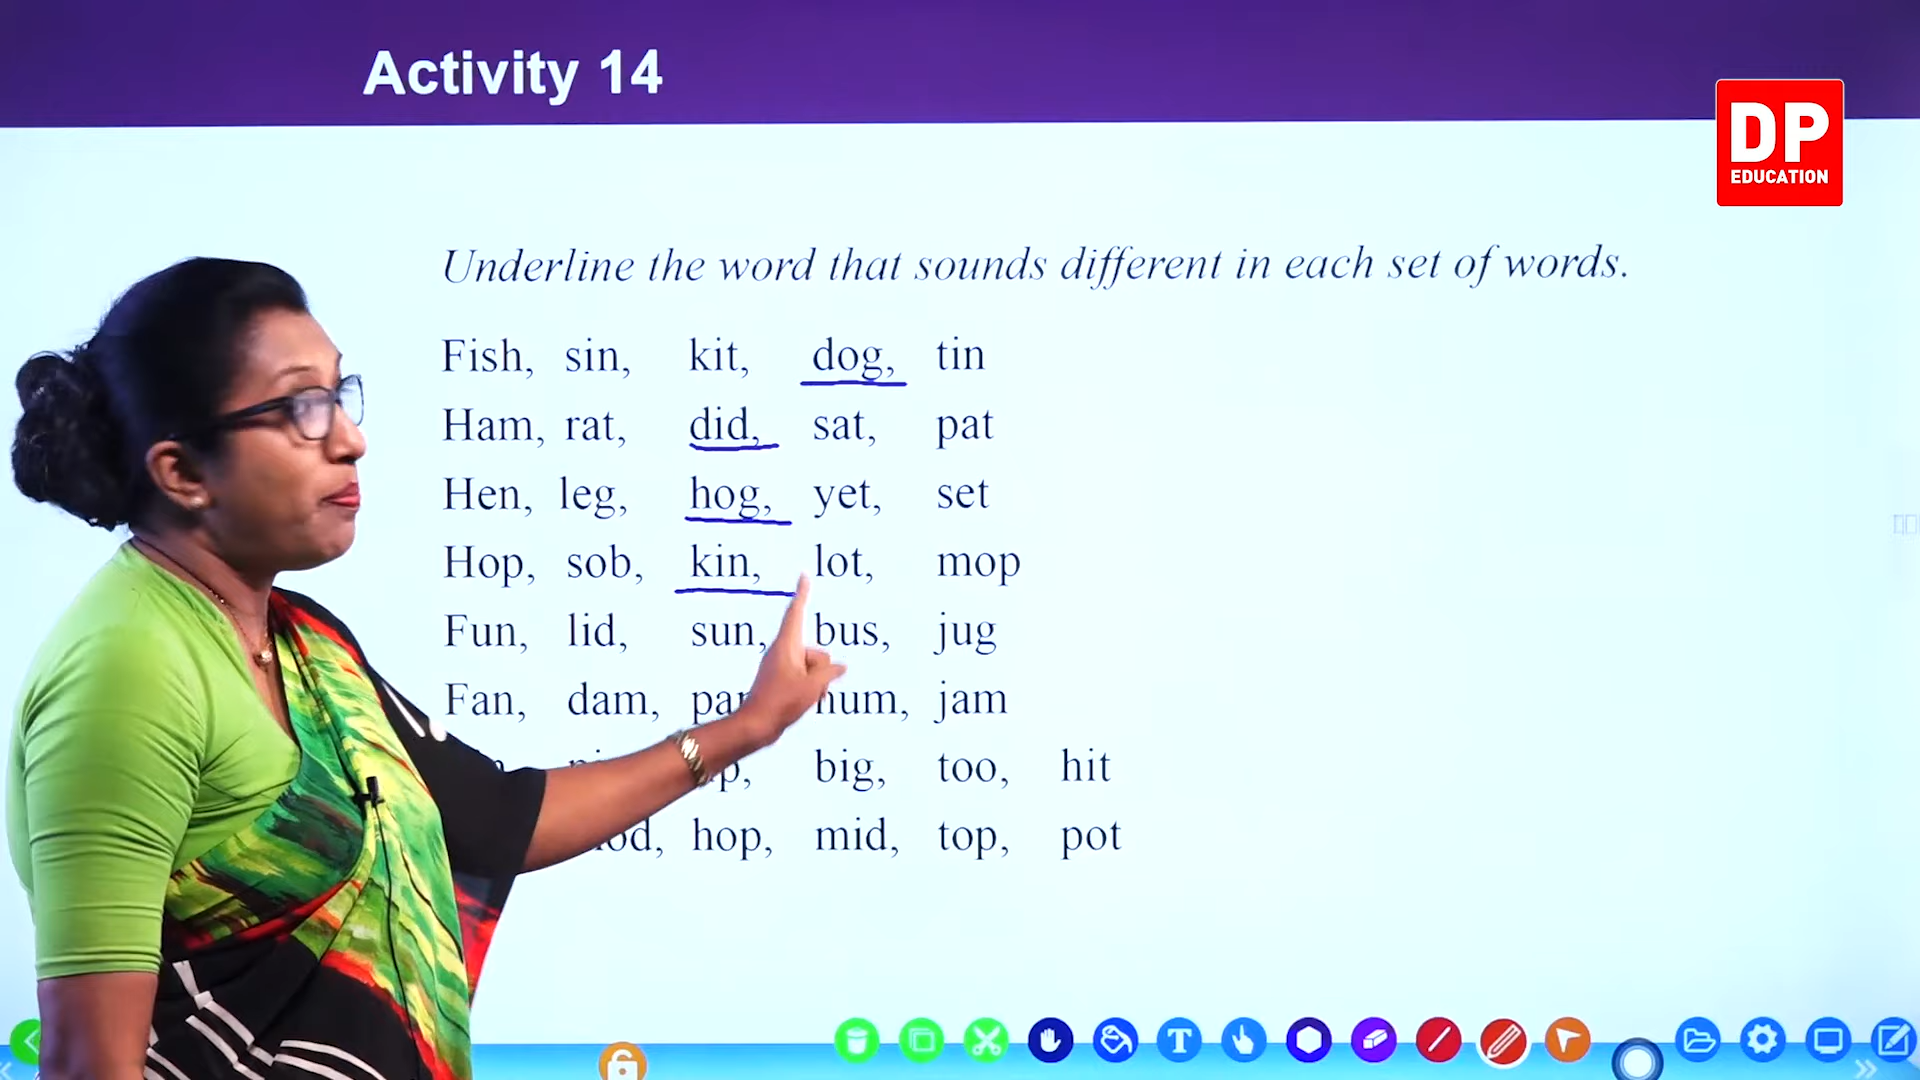 Activity 14
DP
EDUCATION
Underline the word that sounds different in each set of words.
Fish, sin, kit, dog, tin
Ham, rat, did, sat, pat
Hen, leg, hog, yet, set
Hop, sob, kin, lot, mop
Fun, lid, sun, bus, jug
Fan, dam, hum, jam
big, too, hit
hop, mid, top, pot